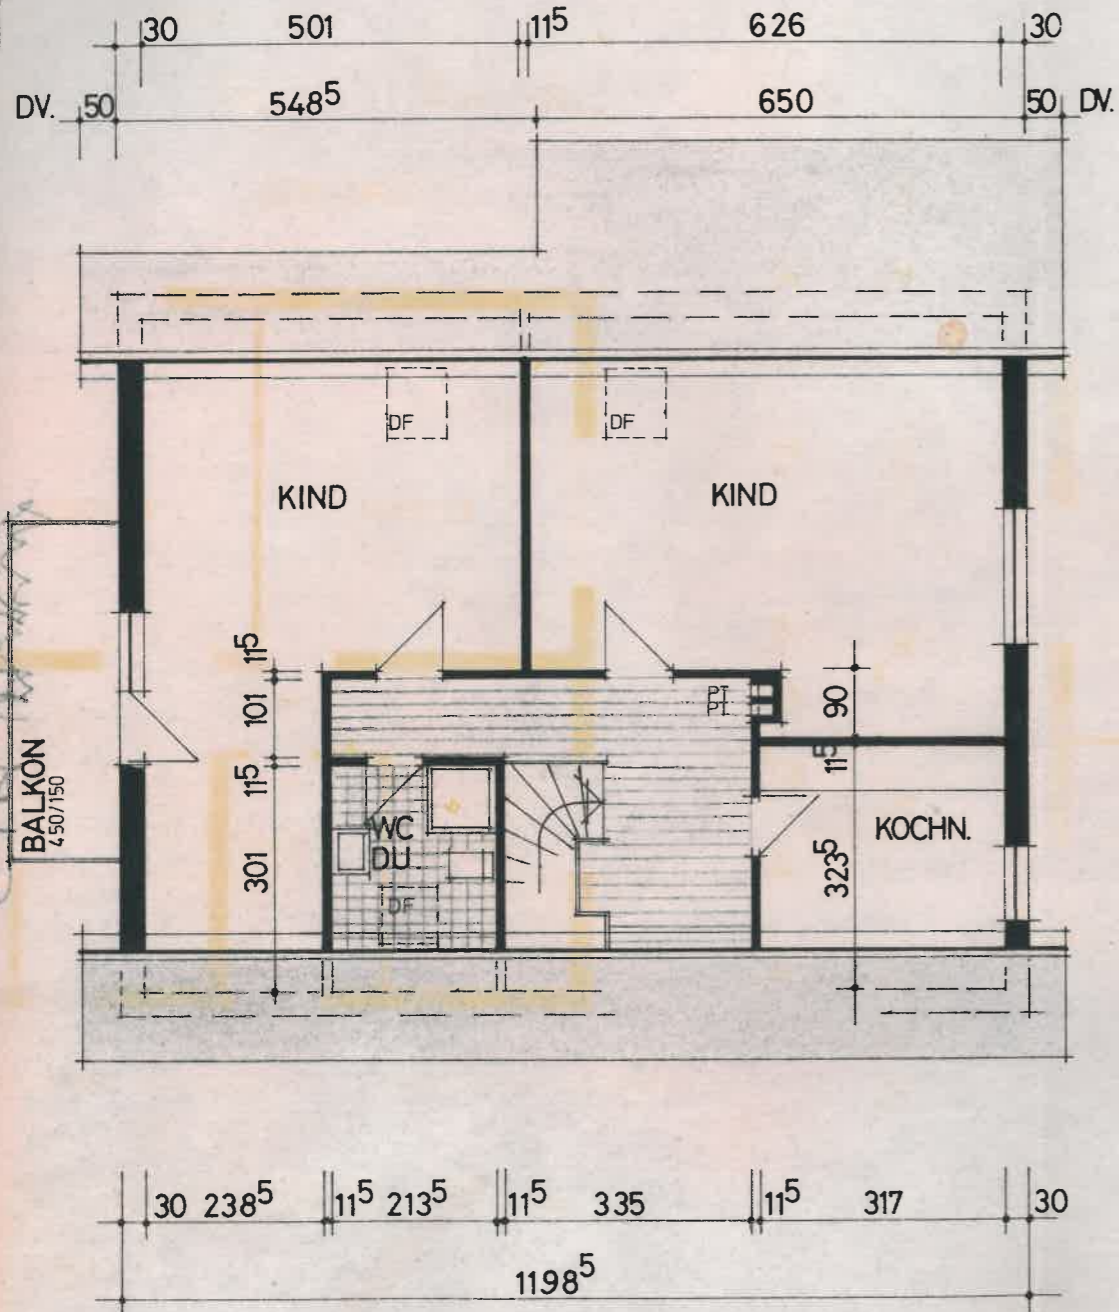 30 501 11⁵ 626 30
DV. 50 548⁵ 650 50 DV.
DF DF
KIND KIND
11⁵
101
11⁵
301
PT
PT
90
11⁵
323⁵
BALKON
450/150
WC
DU.
DF
KOCHN.
30 238⁵ 11⁵ 213⁵ 11⁵ 335 11⁵ 317 30
1198⁵